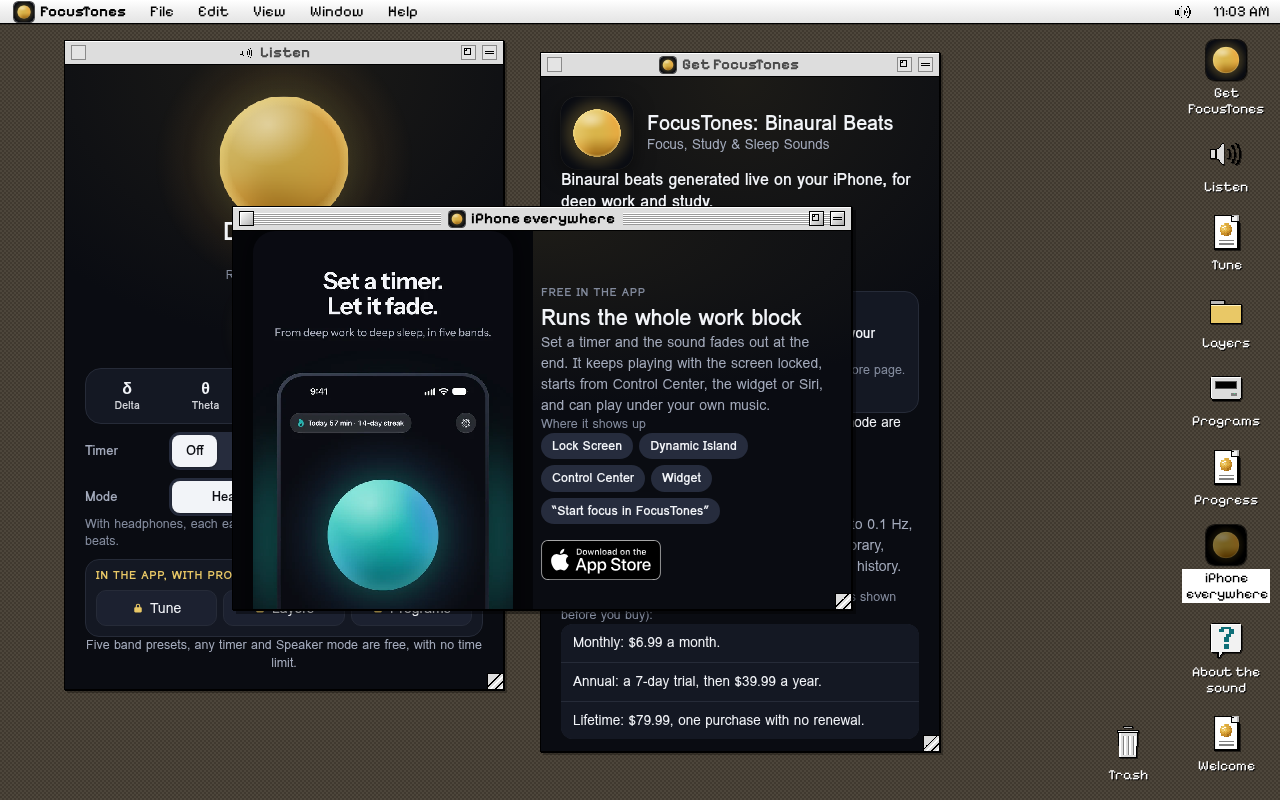 FocusTones File Edit View Window Help 11:03 AM
Listen
δ
Delta
θ
Theta
Timer
Off
Mode
With headphones, each
beats.
IN THE APP, WITH
Tune
Five band presets, any timer and Speaker mode are free, with no time
limit.
Get FocusTones
FocusTones: Binaural Beats
Focus, Study & Sleep Sounds
Binaural beats generated live on your iPhone, for
deep work and study.
page.
are
to 0.1 Hz,
history.
shown
before you buy):
Monthly: $6.99 a month.
Annual: a 7-day trial, then $39.99 a year.
Lifetime: $79.99, one purchase with no renewal.
iPhone everywhere
Set a timer.
Let it fade.
From deep work to deep sleep, in five bands.
9:41
Today 57 min · 14-day streak
FREE IN THE APP
Runs the whole work block
Set a timer and the sound fades out at the
end. It keeps playing with the screen locked,
starts from Control Center, the widget or Siri,
and can play under your own music.
Where it shows up
Lock Screen Dynamic Island
Control Center Widget
“Start focus in FocusTones”
Download on the
App Store
Get
FocusTones
Listen
Tune
Layers
Programs
Progress
iPhone
everywhere
About the
sound
Welcome
Trash